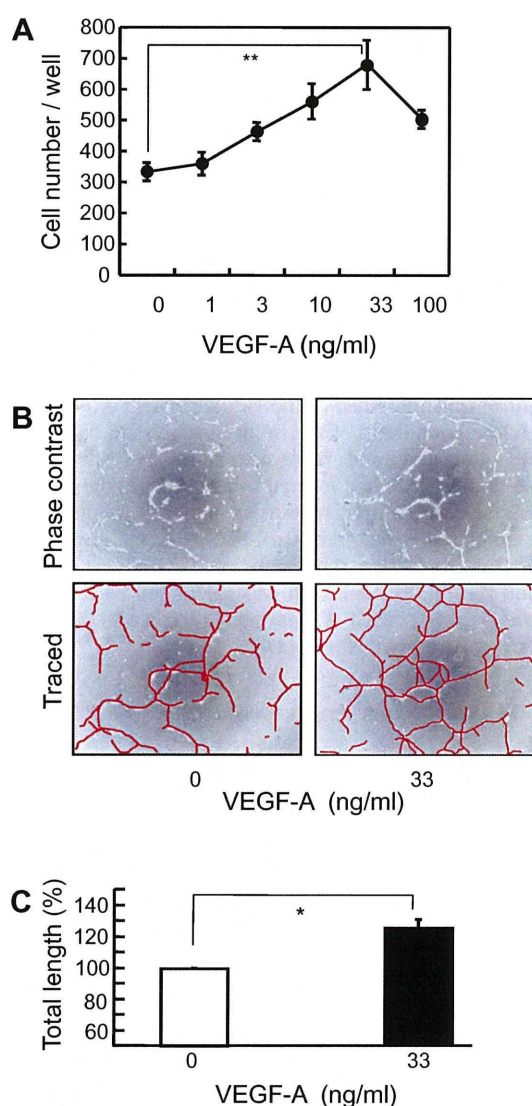 A
Cell number / well
800
700
600
500
400
300
200
100
0
**
0 1 3 10 33 100
VEGF-A (ng/ml)
B
Phase contrast
Traced
0 33
VEGF-A (ng/ml)
C
Total length (%)
140
120
100
80
60
*
0 33
VEGF-A (ng/ml)